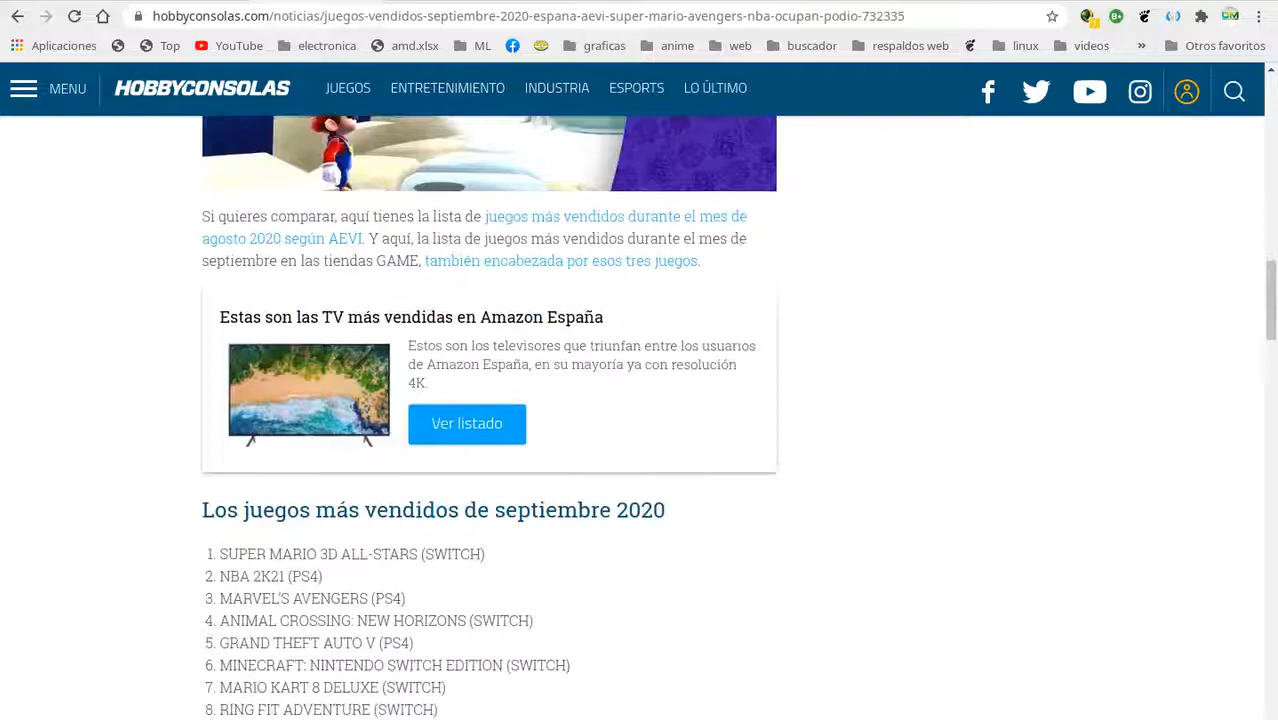 hobbyconsolas.com/noticias/juegos-vendidos-septiembre-2020-espana-aevi-super-mario-avengers-nba-ocupan-podio-732335
Aplicaciones Top YouTube electronica amd.xlsx ML graficas anime web buscador respaldos web linux videos » Otros favoritos
MENU HOBBYCONSOLAS JUEGOS ENTRETENIMIENTO INDUSTRIA ESPORTS LO ÚLTIMO
Si quieres comparar, aquí tienes la lista de juegos más vendidos durante el mes de
agosto 2020 según AEVI. Y aquí, la lista de juegos más vendidos durante el mes de
septiembre en las tiendas GAME, también encabezada por esos tres juegos.
Estas son las TV más vendidas en Amazon España
Estos son los televisores que triunfan entre los usuarios
de Amazon España, en su mayoría ya con resolución
4K.
Ver listado
Los juegos más vendidos de septiembre 2020
1. SUPER MARIO 3D ALL-STARS (SWITCH)
2. NBA 2K21 (PS4)
3. MARVEL'S AVENGERS (PS4)
4. ANIMAL CROSSING: NEW HORIZONS (SWITCH)
5. GRAND THEFT AUTO V (PS4)
6. MINECRAFT: NINTENDO SWITCH EDITION (SWITCH)
7. MARIO KART 8 DELUXE (SWITCH)
8. RING FIT ADVENTURE (SWITCH)